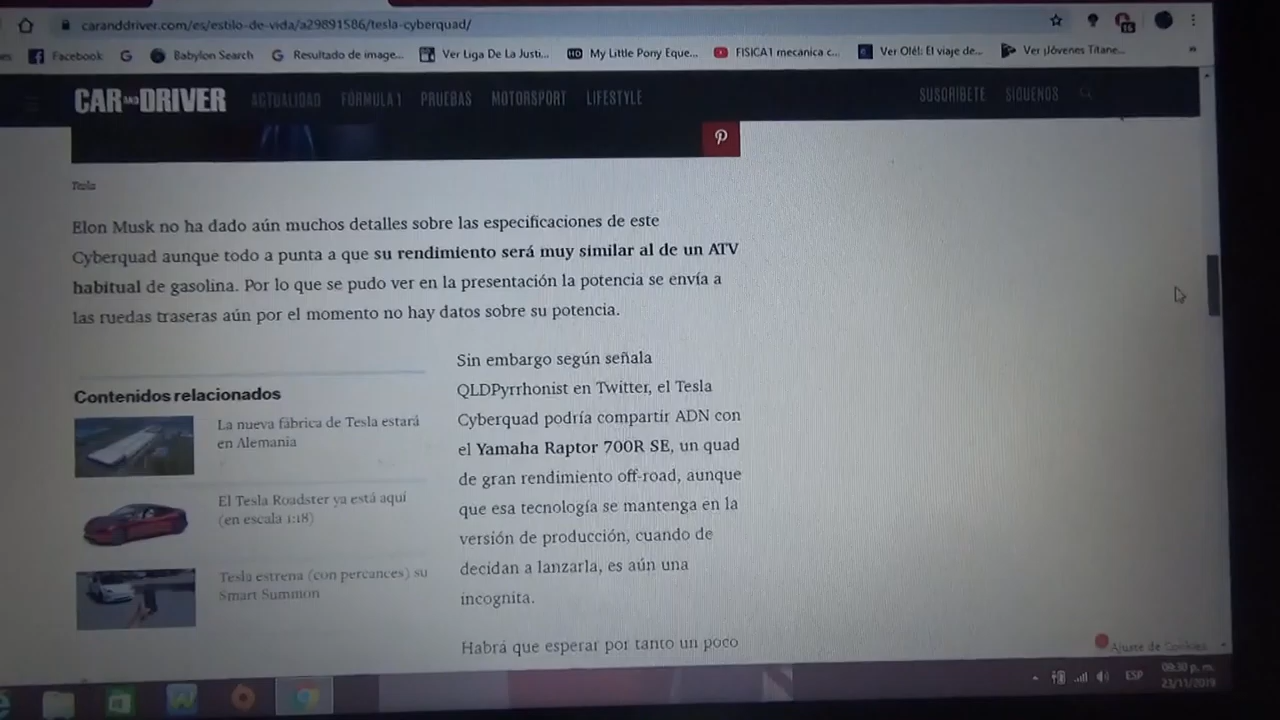 caranddriver.com/es/estilo-de-vida/a29891586/tesla-cyberquad/
Facebook
Babylon Search
Resultado de image...
Ver Liga De La Justi...
My Little Pony Eque...
FISICA1 mecanica c...
Ver Olé!: El viaje de...
Ver ¡Jóvenes Titane...
CAR AND DRIVER
ACTUALIDAD
FÓRMULA 1
PRUEBAS
MOTORSPORT
LIFESTYLE
SUSCRÍBETE
SÍGUENOS
Tesla
Elon Musk no ha dado aún muchos detalles sobre las especificaciones de este
Cyberquad aunque todo a punta a que su rendimiento será muy similar al de un ATV
habitual de gasolina. Por lo que se pudo ver en la presentación la potencia se envía a
las ruedas traseras aún por el momento no hay datos sobre su potencia.
Contenidos relacionados
La nueva fábrica de Tesla estará
en Alemania
El Tesla Roadster ya está aquí
(en escala 1:18)
Tesla estrena (con percances) su
Smart Summon
Sin embargo según señala
QLDPyrrhonist en Twitter, el Tesla
Cyberquad podría compartir ADN con
el Yamaha Raptor 700R SE, un quad
de gran rendimiento off-road, aunque
que esa tecnología se mantenga en la
versión de producción, cuando de
decidan a lanzarla, es aún una
incognita.
Habrá que esperar por tanto un poco
Ajuste de Cookies
ESP
08:30 p. m.
23/11/2019